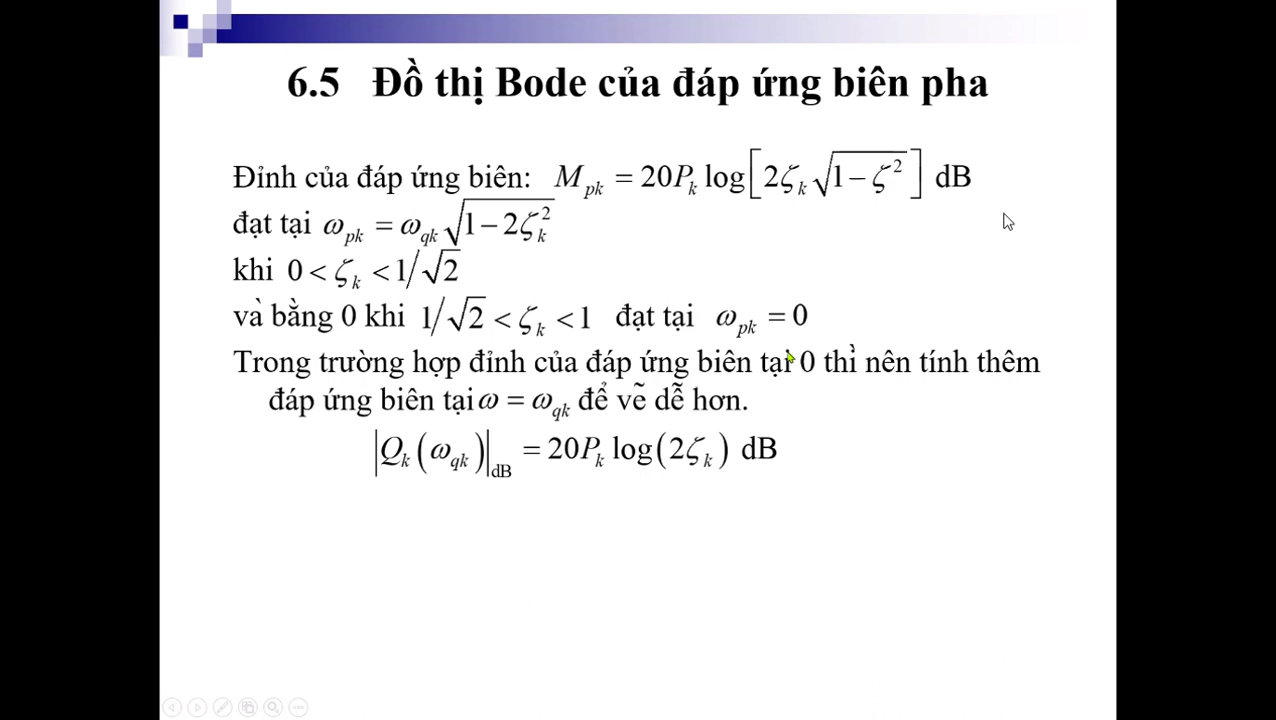 6.5 Đồ thị Bode của đáp ứng biên pha
Đỉnh của đáp ứng biên: M_pk = 20P_k log[2ζ_k √(1 − ζ²)] dB
đạt tại ω_pk = ω_qk √(1 − 2ζ_k²)
khi 0 < ζ_k < 1/√2
và bằng 0 khi 1/√2 < ζ_k < 1 đạt tại ω_pk = 0
Trong trường hợp đỉnh của đáp ứng biên tại 0 thì nên tính thêm
đáp ứng biên tại ω = ω_qk để vẽ dễ hơn.
|Q_k(ω_qk)|_dB = 20P_k log(2ζ_k) dB